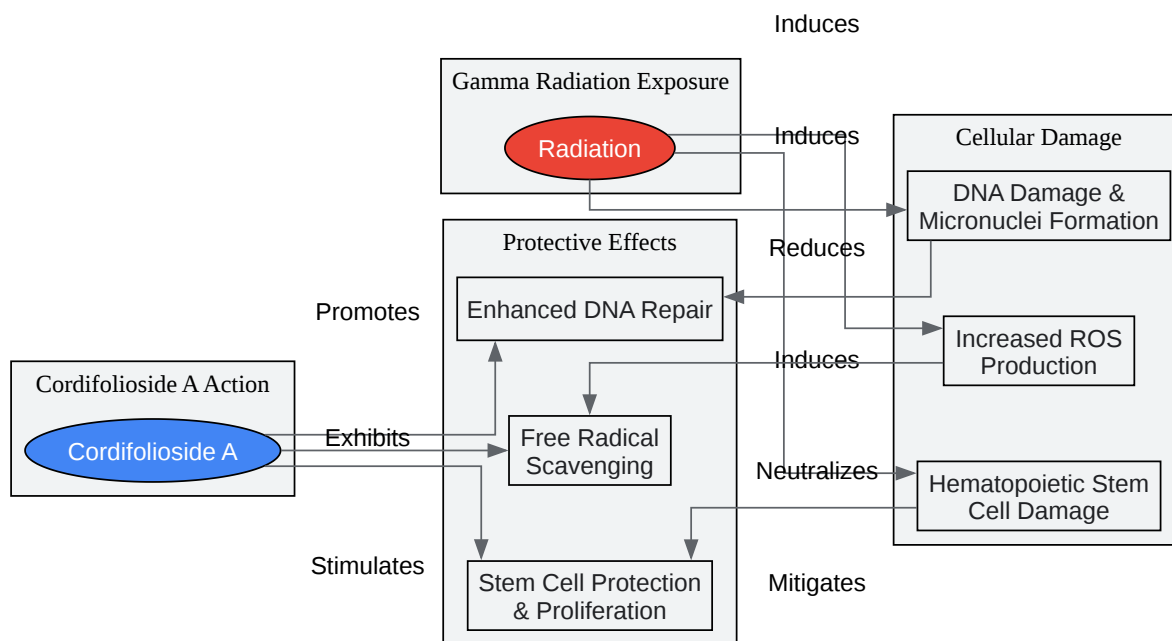 Induces
Gamma Radiation Exposure
Radiation
Induces
Cellular Damage
DNA Damage &
Micronuclei Formation
Protective Effects
Reduces
Enhanced DNA Repair
Promotes
Increased ROS
Production
Induces
Cordifolioside A Action
Cordifolioside A
Exhibits
Free Radical
Scavenging
Neutralizes
Hematopoietic Stem
Cell Damage
Stimulates
Stem Cell Protection
& Proliferation
Mitigates